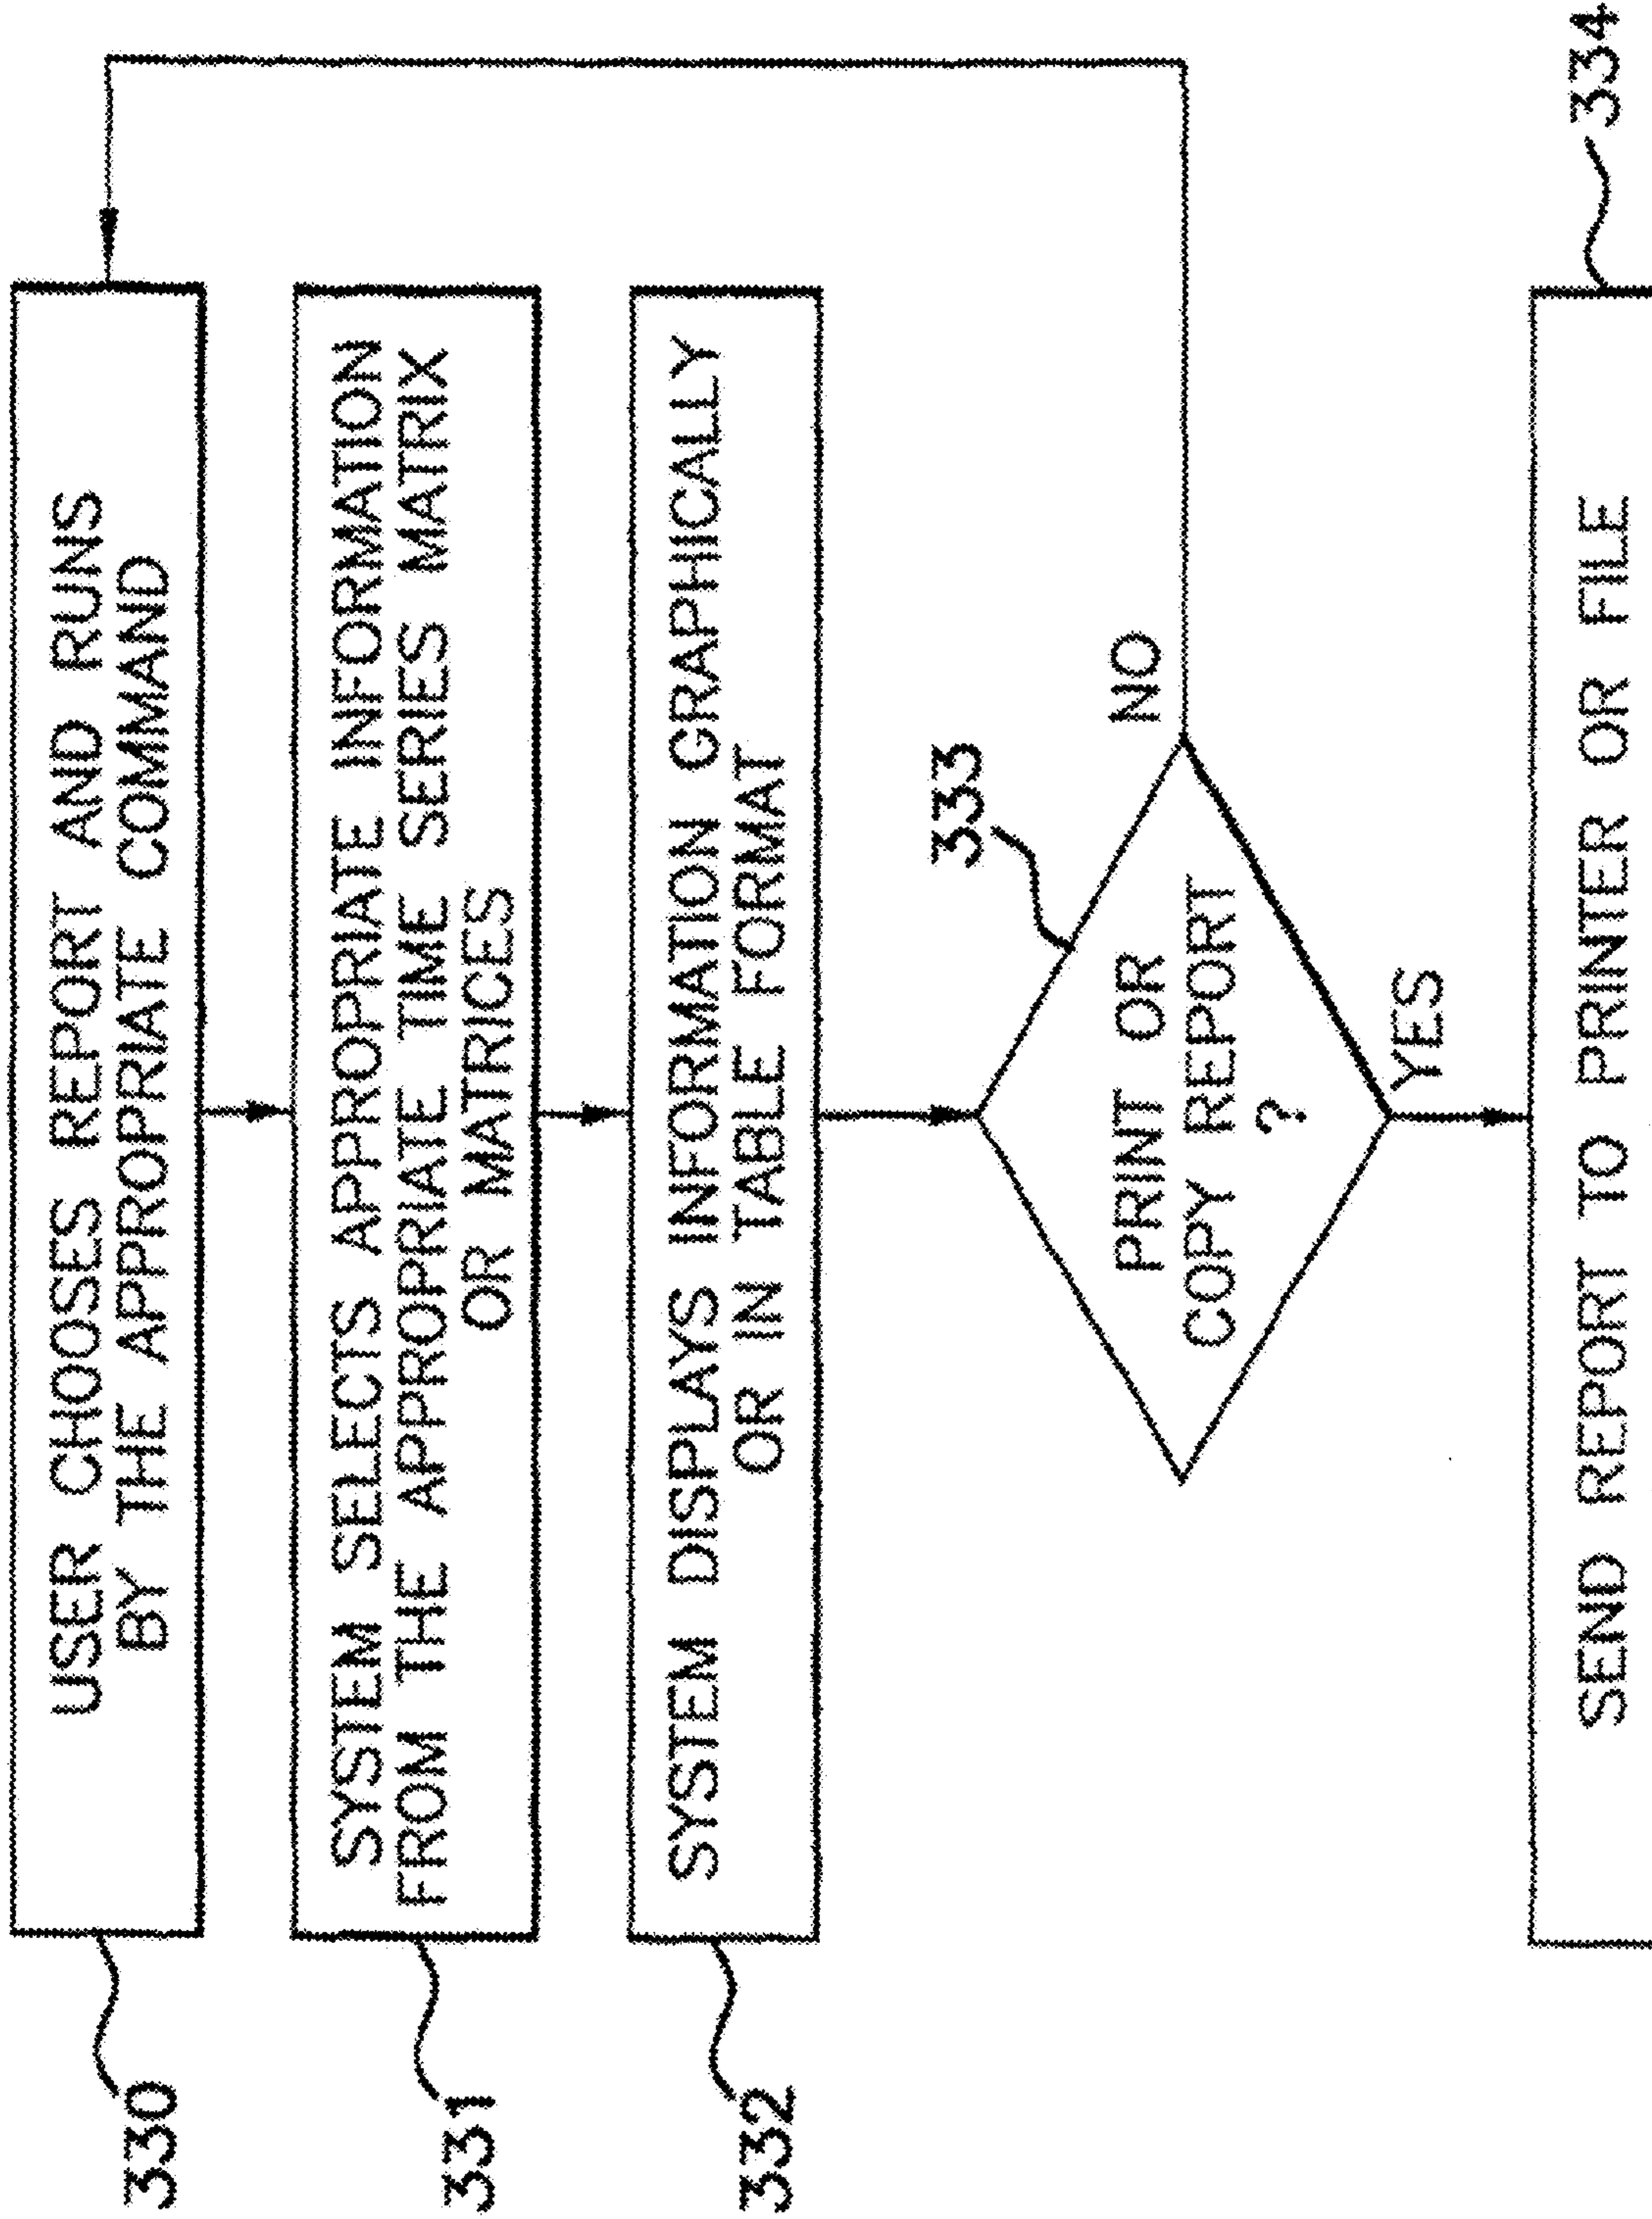 USER CHOOSES REPORT AND RUNS
BY THE APPROPRIATE COMMAND
330
SYSTEM SELECTS APPROPRIATE INFORMATION
FROM THE APPROPRIATE TIME SERIES MATRIX
OR MATRICES
331
SYSTEM DISPLAYS INFORMATION GRAPHICALLY
OR IN TABLE FORMAT
332
333
PRINT OR
COPY REPORT
?
NO
YES
SEND REPORT TO PRINTER OR FILE
334